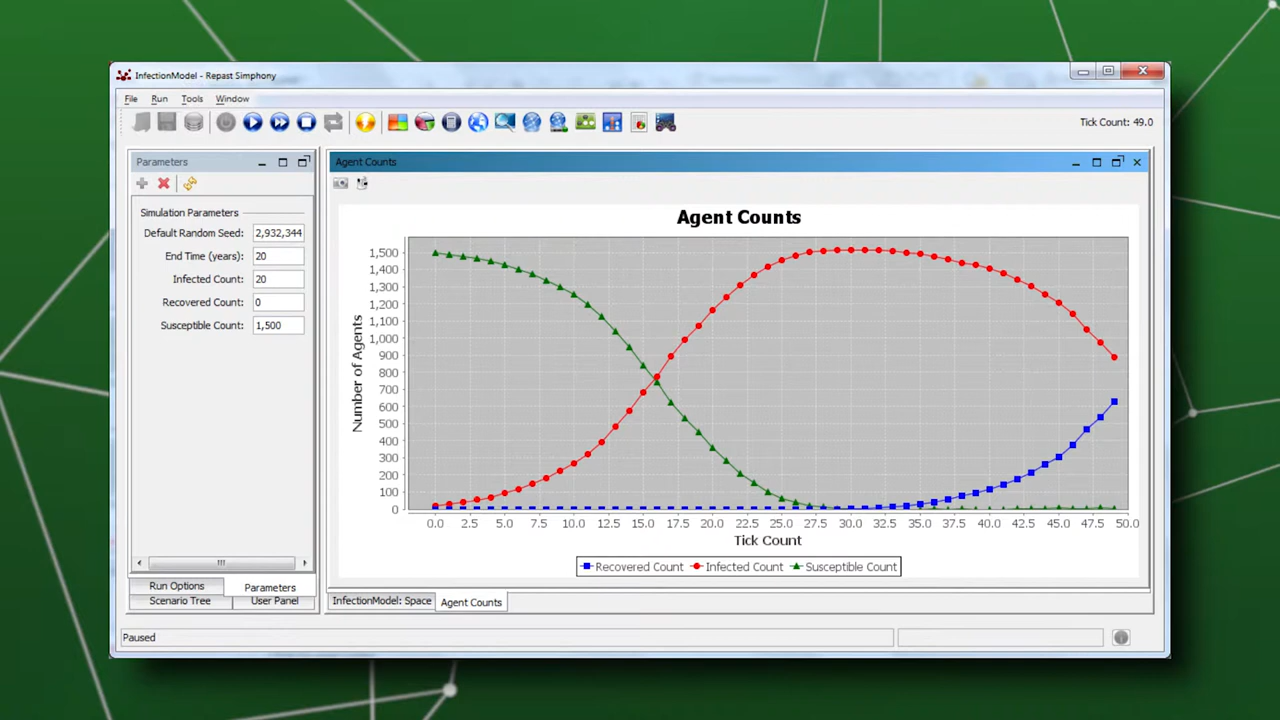 InfectionModel - Repast Simphony
File Run Tools Window
Tick Count: 49.0
Parameters
Simulation Parameters
Default Random Seed: 2,932,344
End Time (years): 20
Infected Count: 20
Recovered Count: 0
Susceptible Count: 1,500
Run Options Parameters
Scenario Tree User Panel
Agent Counts
Agent Counts
Number of Agents
1,500
1,400
1,300
1,200
1,100
1,000
900
800
700
600
500
400
300
200
100
0
0.0 2.5 5.0 7.5 10.0 12.5 15.0 17.5 20.0 22.5 25.0 27.5 30.0 32.5 35.0 37.5 40.0 42.5 45.0 47.5 50.0
Tick Count
Recovered Count Infected Count Susceptible Count
InfectionModel: Space Agent Counts
Paused